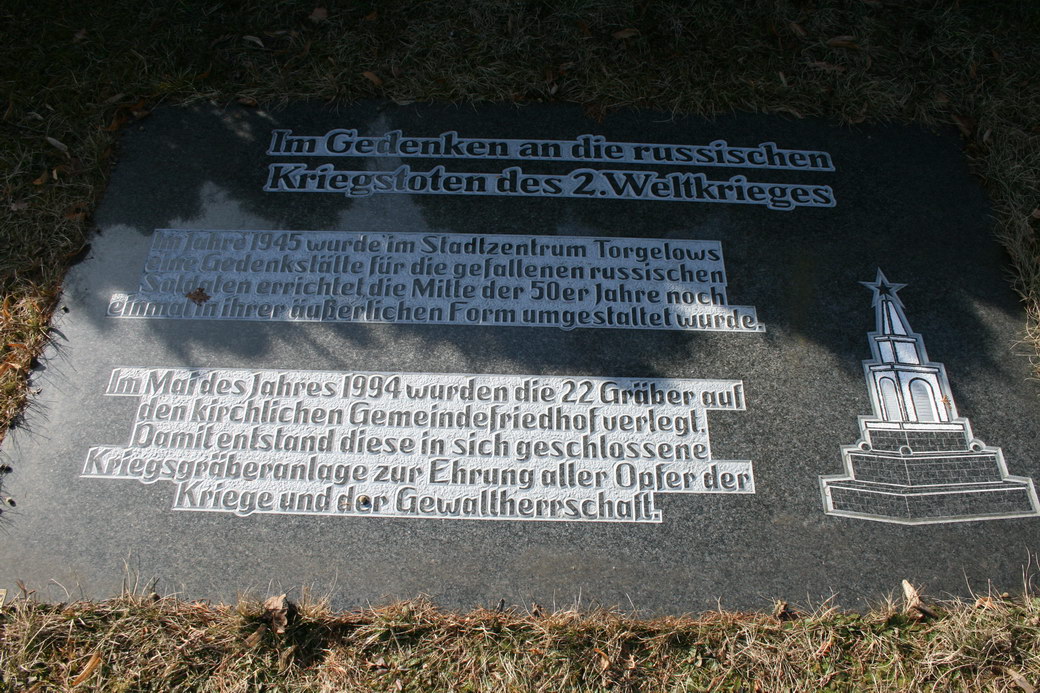 Im Gedenken an die russischen
Kriegstoten des 2. Weltkrieges
Im Jahre 1945 wurde im Stadtzentrum Torgelows
eine Gedenkstätte für die gefallenen russischen
Soldaten errichtet, die Mitte der 50er Jahre noch
einmal in ihrer äußerlichen Form umgestaltet wurde.
Im Mai des Jahres 1994 wurden die 22 Gräber auf
den kirchlichen Gemeindefriedhof verlegt.
Damit entstand diese in sich geschlossene
Kriegsgräberanlage zur Ehrung aller Opfer der
Kriege und der Gewaltherrschaft.